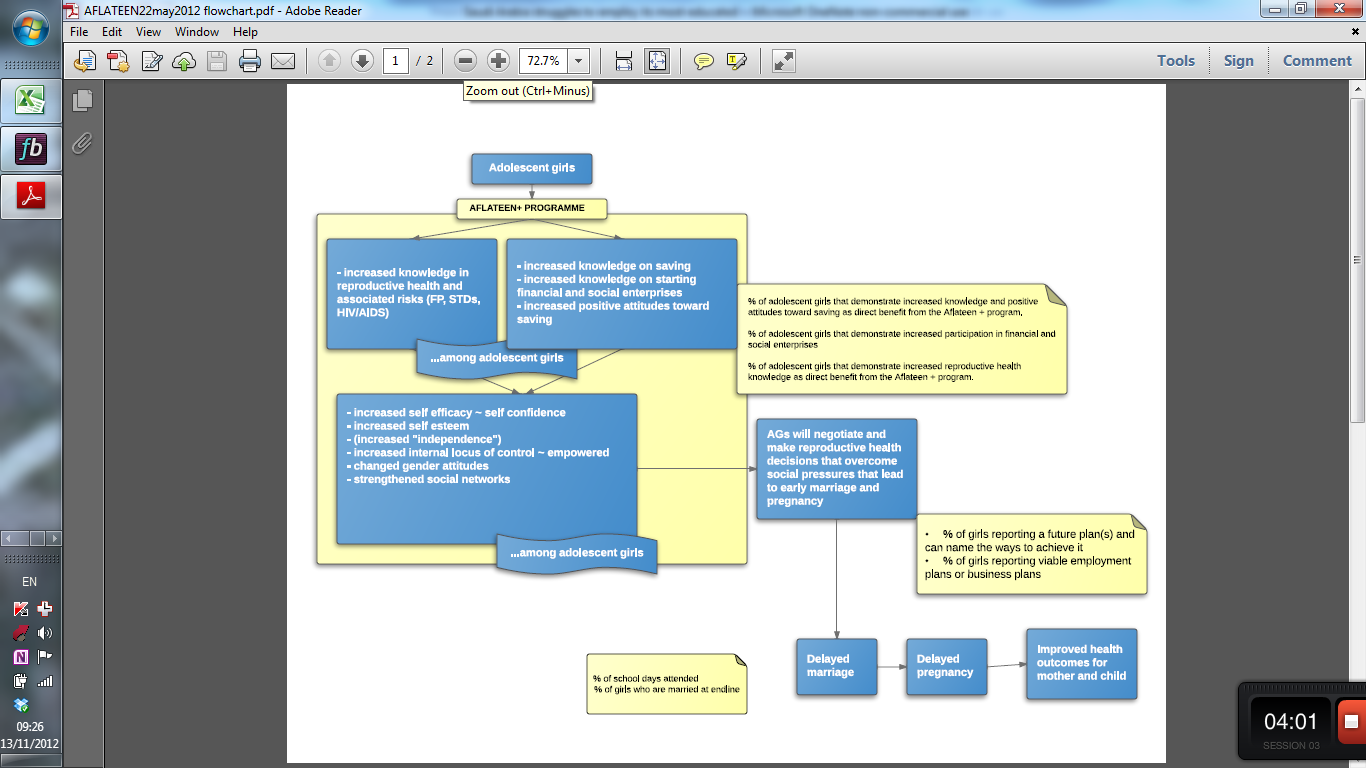 AFLATEEN22may2012 flowchart.pdf - Adobe Reader
File Edit View Window Help
1 / 2 72.7% Tools Sign Comment
Zoom out (Ctrl+Minus)
Adolescent girls
AFLATEEN+ PROGRAMME
- increased knowledge in
reproductive health and
associated risks (FP, STDs,
HIV/AIDS)
- increased knowledge on saving
- increased knowledge on starting
financial and social enterprises
- increased positive attitudes toward
saving
...among adolescent girls
% of adolescent girls that demonstrate increased knowledge and positive
attitudes toward saving as direct benefit from the Aflateen + program,
% of adolescent girls that demonstrate increased participation in financial and
social enterprises
% of adolescent girls that demonstrate increased reproductive health
knowledge as direct benefit from the Aflateen + program.
- increased self efficacy ~ self confidence
- increased self esteem
- (increased "independence")
- increased internal locus of control ~ empowered
- changed gender attitudes
- strengthened social networks
...among adolescent girls
AGs will negotiate and
make reproductive health
decisions that overcome
social pressures that lead
to early marriage and
pregnancy
• % of girls reporting a future plan(s) and
can name the ways to achieve it
• % of girls reporting viable employment
plans or business plans
Delayed
marriage
Delayed
pregnancy
Improved health
outcomes for
mother and child
% of school days attended
% of girls who are married at endline
EN
09:26
13/11/2012
04:01
SESSION 03